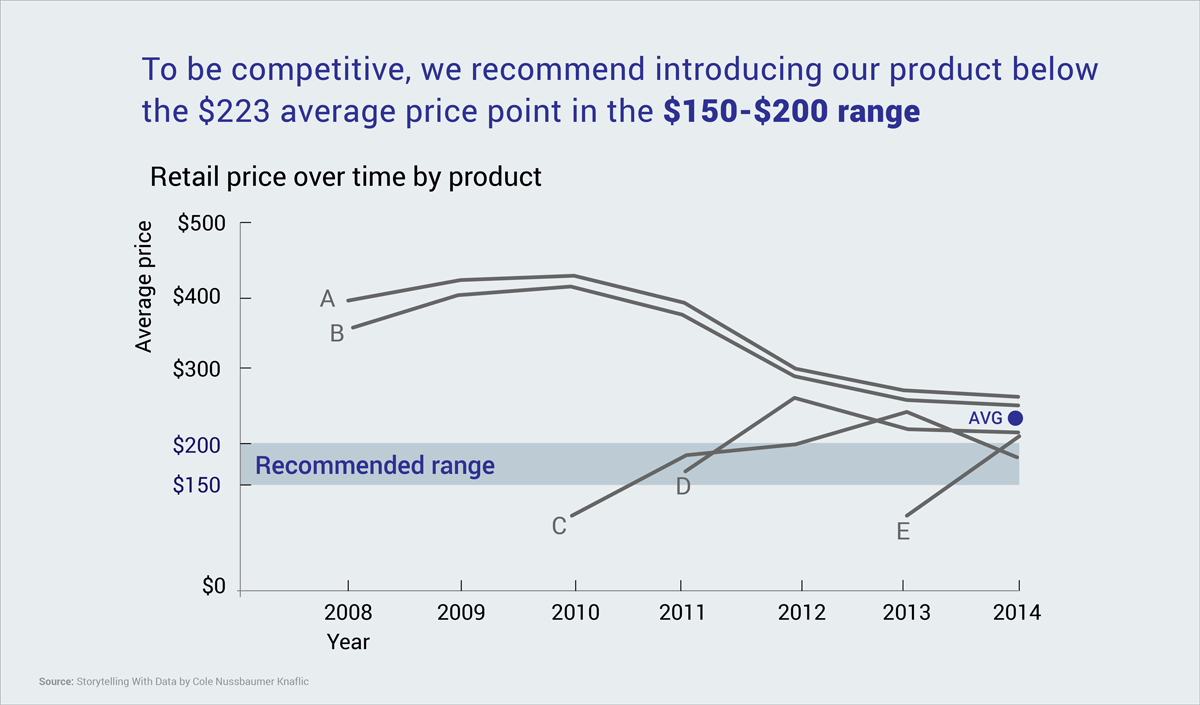 To be competitive, we recommend introducing our product below
the $223 average price point in the $150-$200 range
Retail price over time by product
Average price
$500
$400
$300
$200
$150
$0
A
B
C
D
E
AVG
Recommended range
2008 2009 2010 2011 2012 2013 2014
Year
Source: Storytelling With Data by Cole Nussbaumer Knaflic